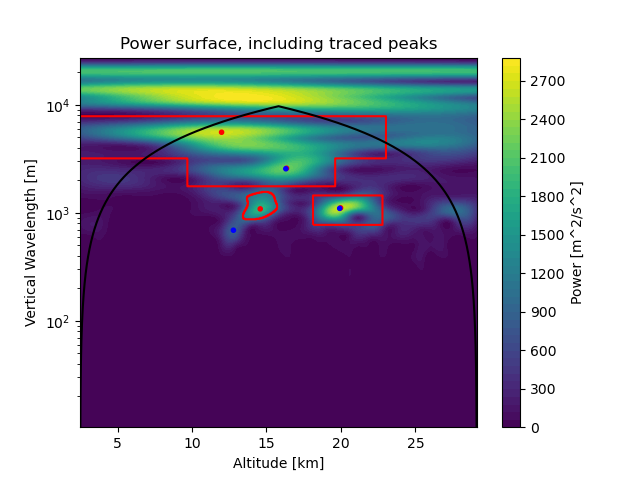 Power surface, including traced peaks
Vertical Wavelength [m]
10^4
10^3
10^2
5 10 15 20 25
Altitude [km]
2700
2400
2100
1800
1500
1200
900
600
300
0
Power [m^2/s^2]